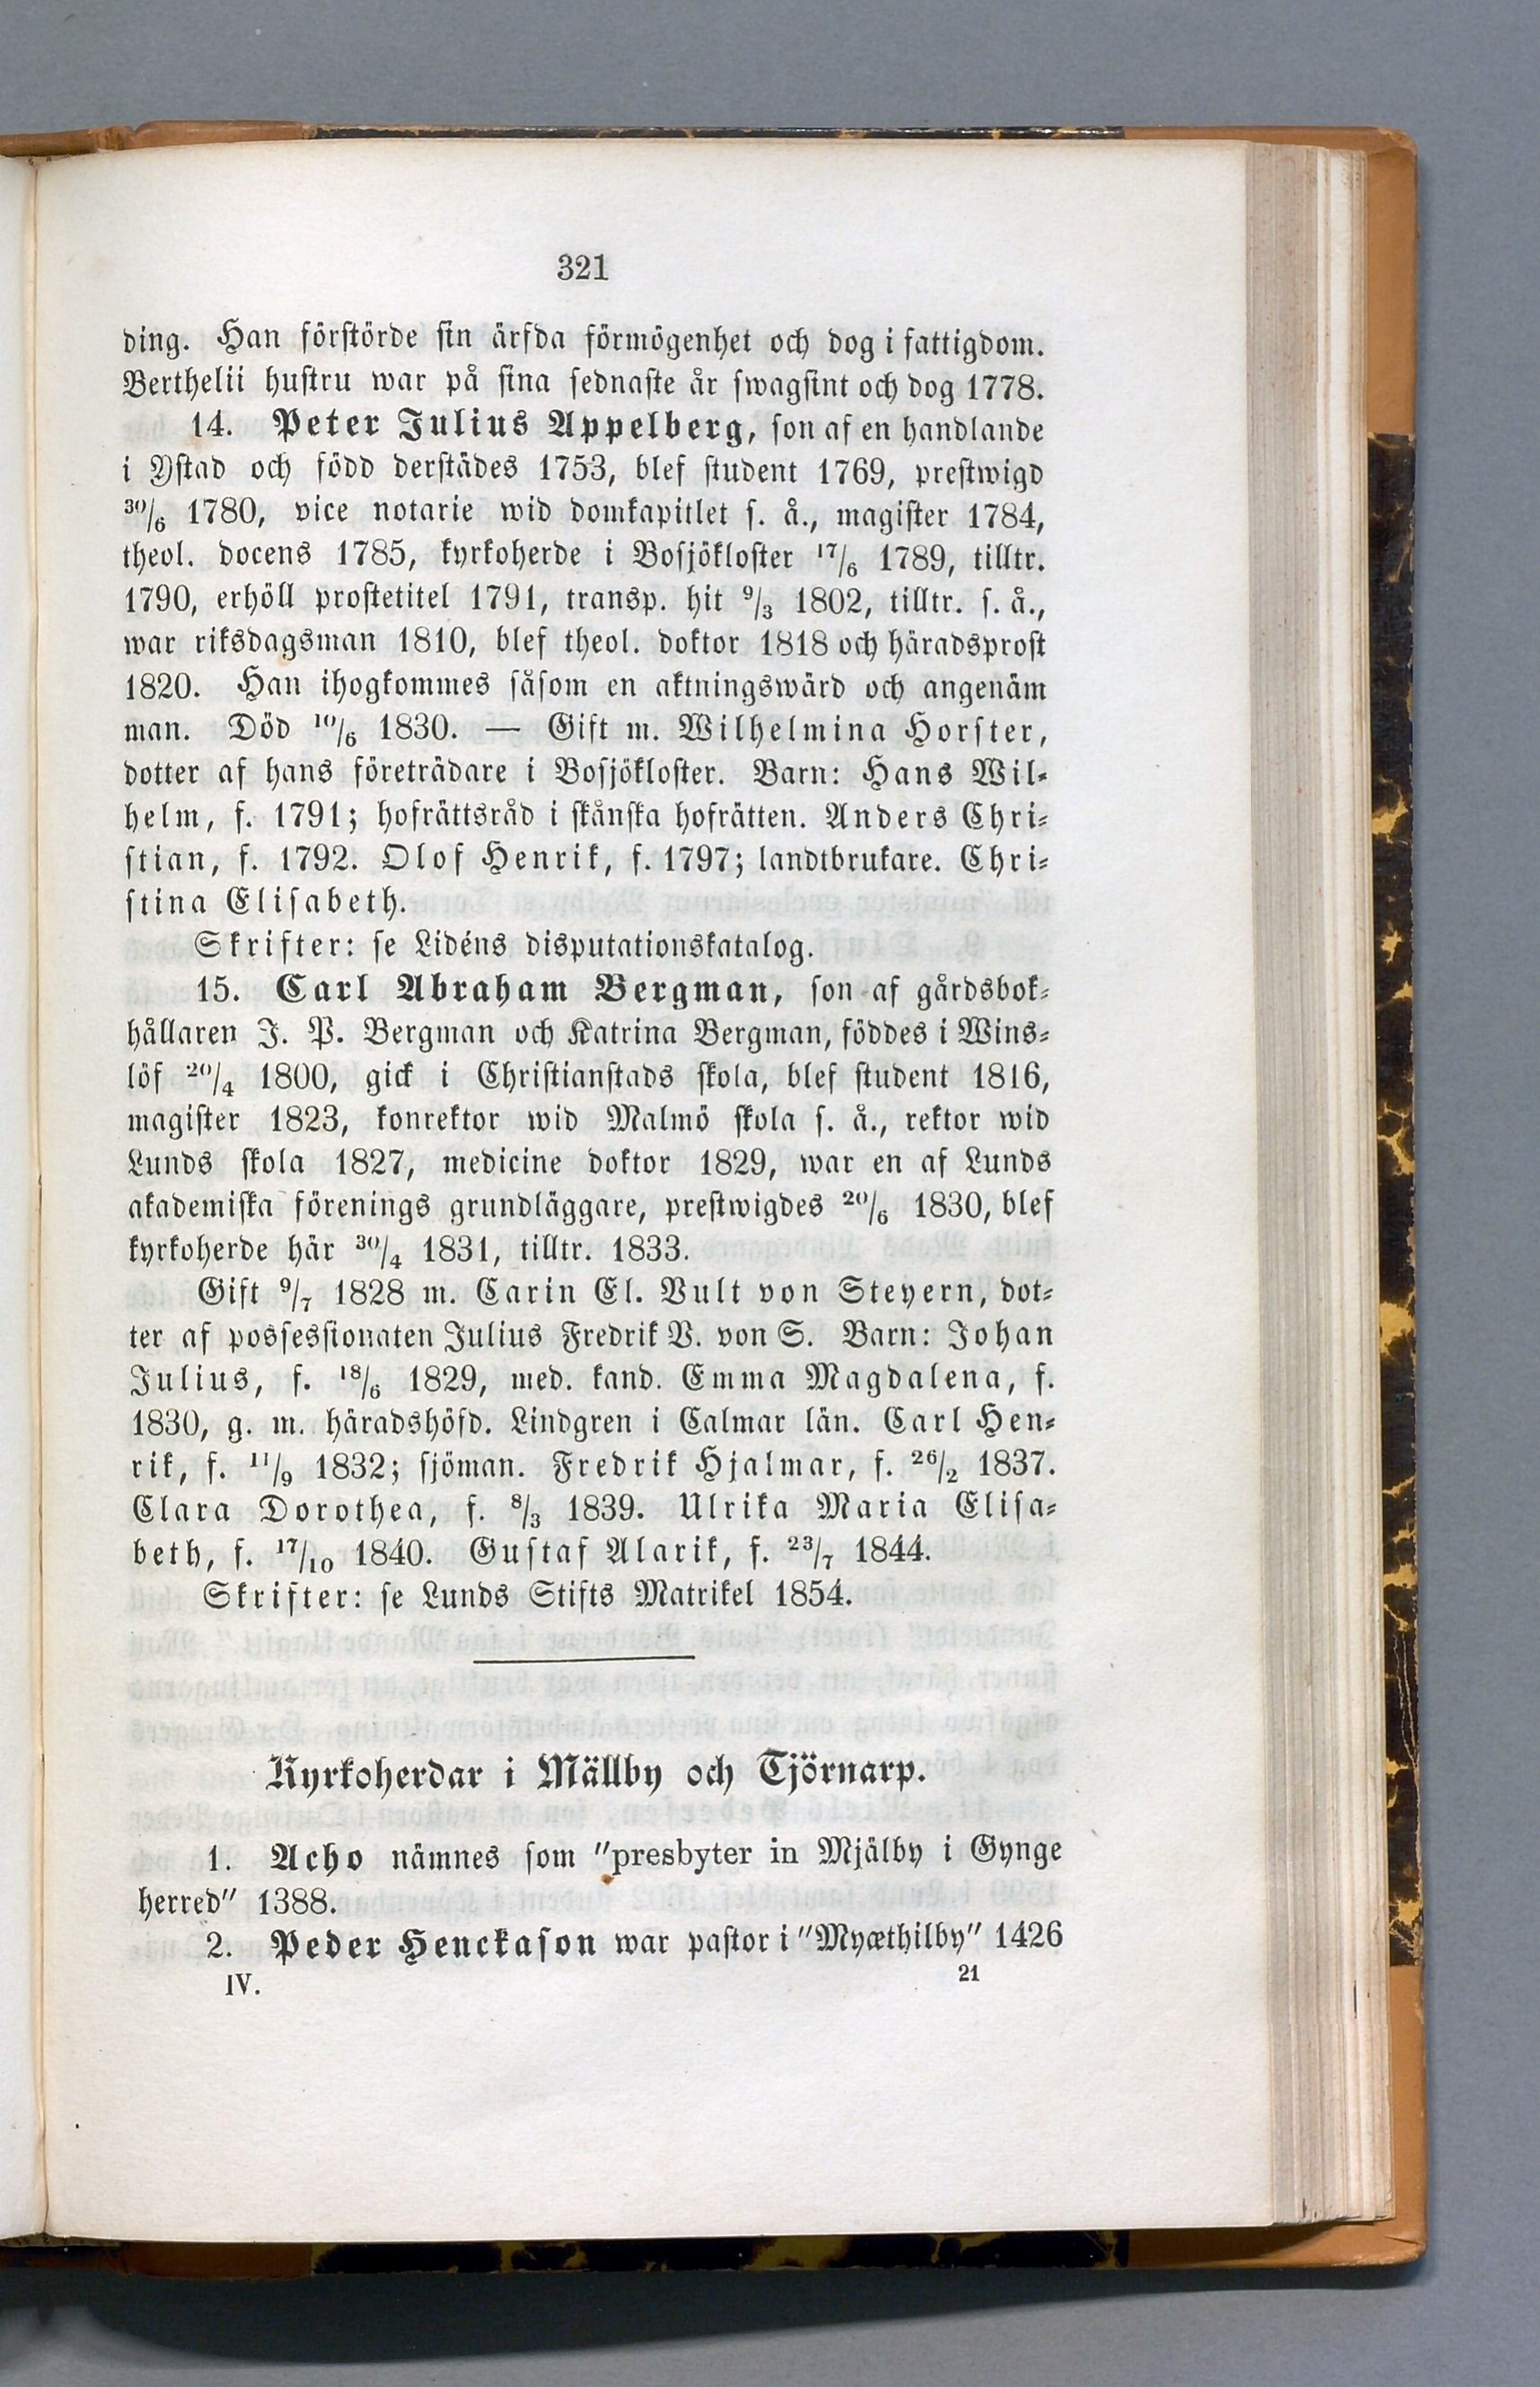 321
ding. Han förstörde sin ärfda förmögenhet och dog i fattigdom.
Berthelii hustru war på sina sednaste år swagsint och dog 1778.
14. Peter Julius Appelberg, son af en handlande
i Ystad och född derstädes 1753, blef student 1769, prestwigd
30/6 1780, vice notarie wid domkapitlet s. å., magister 1784,
theol. docens 1785, kyrkoherde i Bosjökloster 17/6 1789, tilltr.
1790, erhöll prostetitel 1791, transp. hit 9/3 1802, tilltr. s. å.,
war riksdagsman 1810, blef theol. doktor 1818 och häradsprost
1820. Han ihogkommes såsom en aktningswärd och angenäm
man. Död 10/6 1830. — Gift m. Wilhelmina Horster,
dotter af hans företrädare i Bosjökloster. Barn: Hans Wil-
helm, f. 1791; hofrättsråd i skånska hofrätten. Anders Chri-
stian, f. 1792. Olof Henrik, f. 1797; landtbrukare. Chri-
stina Elisabeth.
Skrifter: se Lidéns disputationskatalog.
15. Carl Abraham Bergman, son af gårdsbok-
hållaren J. P. Bergman och Katrina Bergman, föddes i Wins-
löf 20/4 1800, gick i Christianstads skola, blef student 1816,
magister 1823, konrektor wid Malmö skola s. å., rektor wid
Lunds skola 1827, medicine doktor 1829, war en af Lunds
akademiska förenings grundläggare, prestwigdes 20/6 1830, blef
kyrkoherde här 30/4 1831, tilltr. 1833.
Gift 9/7 1828 m. Carin El. Vult von Steyern, dot-
ter af possessionaten Julius Fredrik V. von S. Barn: Johan
Julius, f. 18/6 1829, med. kand. Emma Magdalena, f.
1830, g. m. häradshöfd. Lindgren i Calmar län. Carl Hen-
rik, f. 11/9 1832; sjöman. Fredrik Hjalmar, f. 26/2 1837.
Clara Dorothea, f. 8/3 1839. Ulrika Maria Elisa-
beth, f. 17/10 1840. Gustaf Alarik, f. 23/7 1844.
Skrifter: se Lunds Stifts Matrikel 1854.
Kyrkoherdar i Mällby och Tjörnarp.
1. Acho nämnes som "presbyter in Mjälby i Gynge
herred" 1388.
2. Peder Henckason war pastor i "Myæthilby" 1426
IV. 21